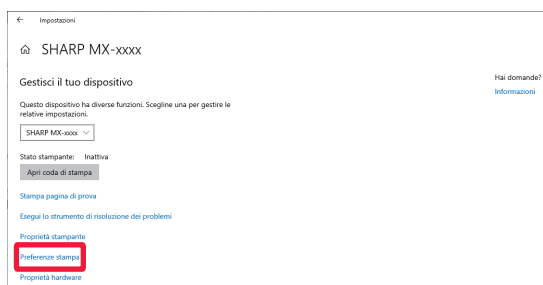 Impostazioni
SHARP MX-xxxx
Gestisci il tuo dispositivo
Hai domande?
Informazioni
Questo dispositivo ha diverse funzioni. Scegline una per gestire le
relative impostazioni.
SHARP MX-xxxx
Stato stampante: Inattiva
Apri coda di stampa
Stampa pagina di prova
Esegui lo strumento di risoluzione dei problemi
Proprietà stampante
Preferenze stampa
Proprietà hardware